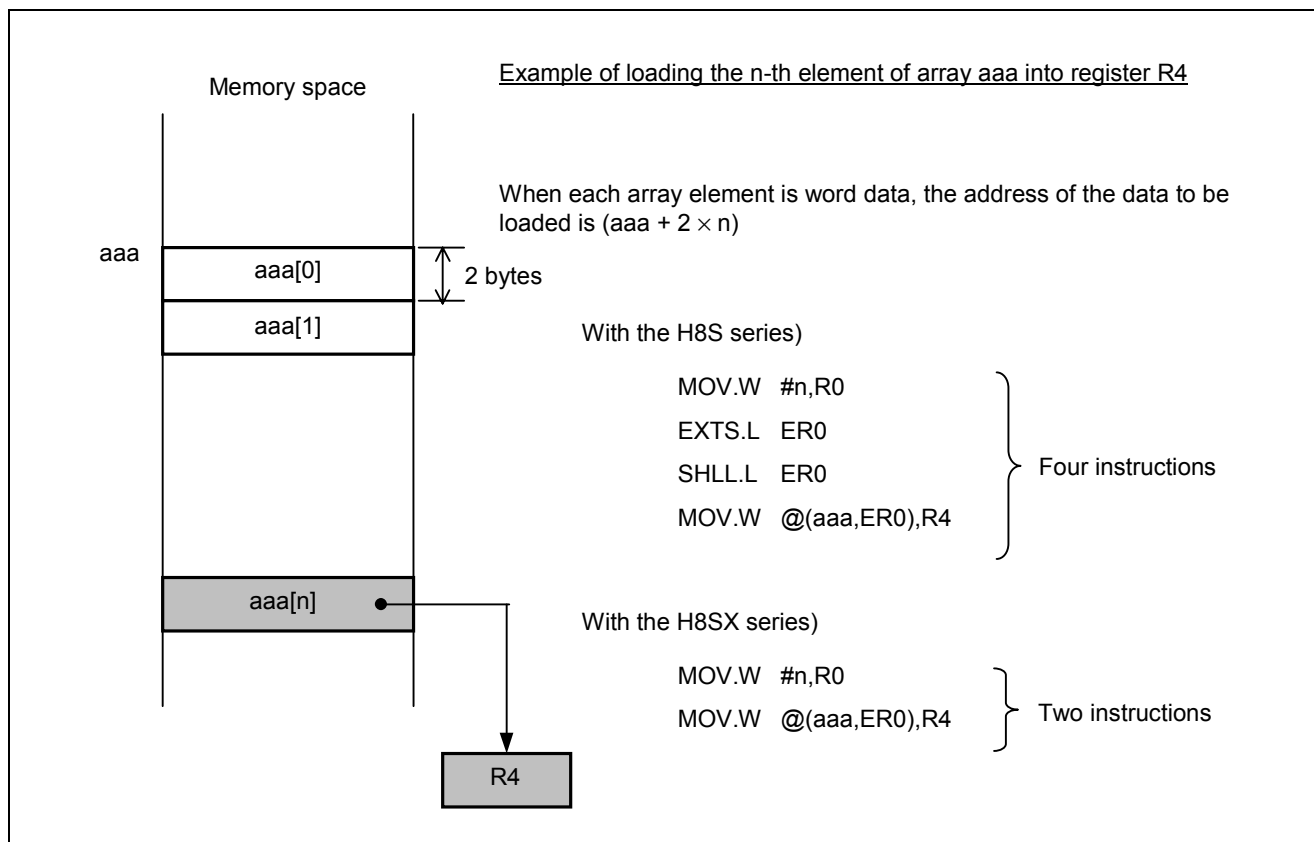 Example of loading the n-th element of array aaa into register R4
Memory space
When each array element is word data, the address of the data to be
loaded is (aaa + 2 × n)
aaa
aaa[0]
2 bytes
aaa[1]
With the H8S series)
MOV.W #n,R0
EXTS.L ER0
SHLL.L ER0
MOV.W @(aaa,ER0),R4
Four instructions
aaa[n]
With the H8SX series)
MOV.W #n,R0
MOV.W @(aaa,ER0),R4
Two instructions
R4